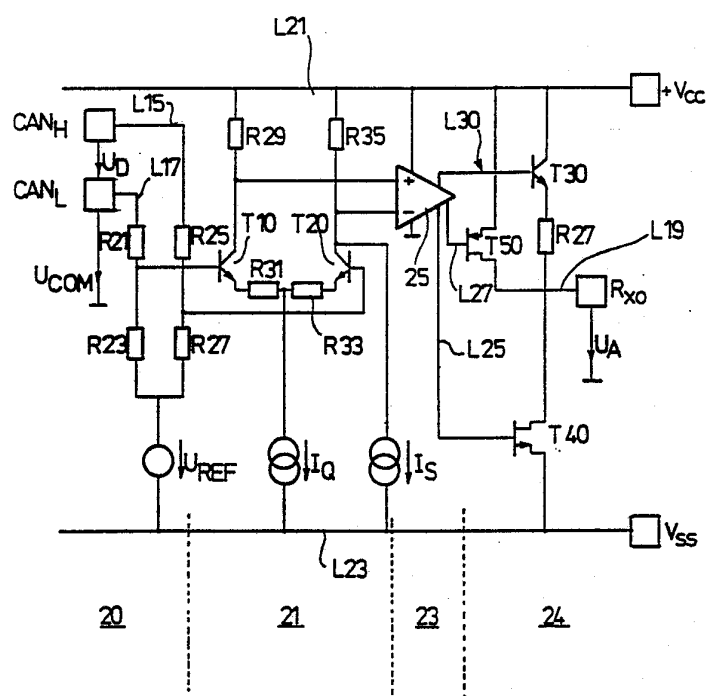 L21
+VCC
L15
CANH
R29
R35
L30
UD
L17
CANL
T30
R21
R25
T10
T20
R27
L19
T50
25
UCOM
R31
L27
RXO
R23
R27
R33
UA
L25
T40
UREF
IQ
IS
VSS
L23
20
21
23
24
+
−